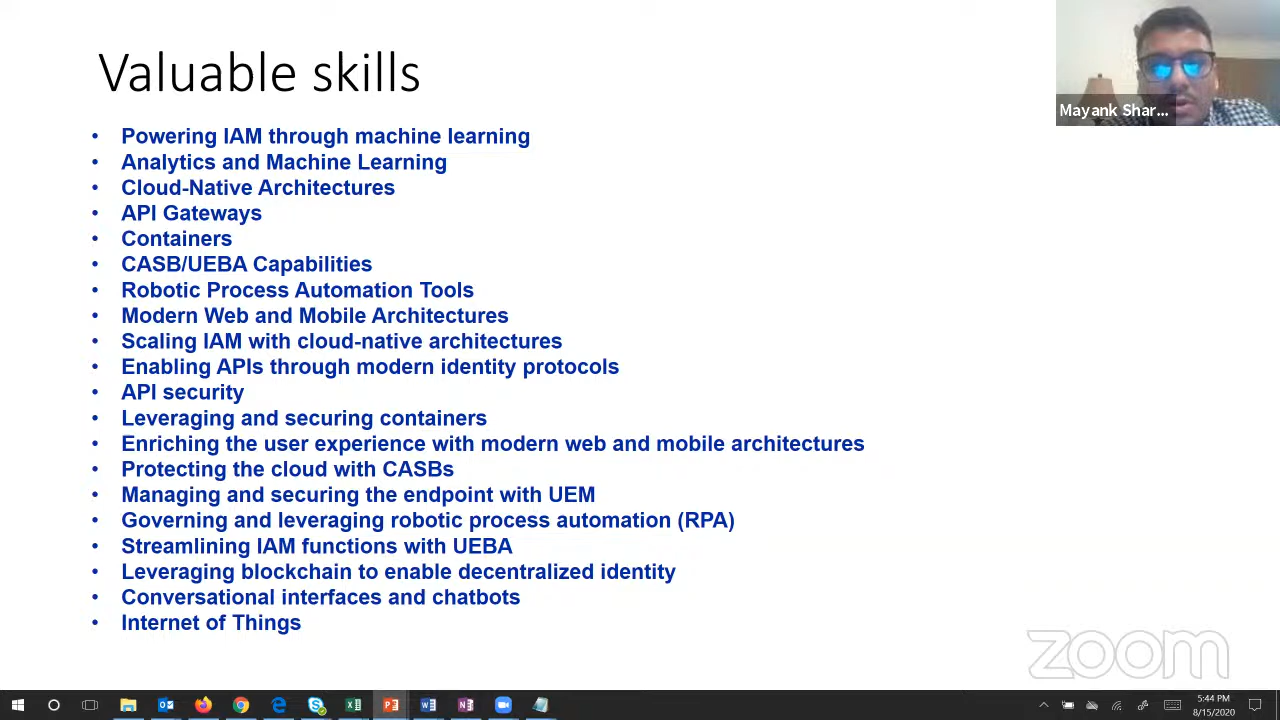 Valuable skills
Mayank Shar...
• Powering IAM through machine learning
• Analytics and Machine Learning
• Cloud-Native Architectures
• API Gateways
• Containers
• CASB/UEBA Capabilities
• Robotic Process Automation Tools
• Modern Web and Mobile Architectures
• Scaling IAM with cloud-native architectures
• Enabling APIs through modern identity protocols
• API security
• Leveraging and securing containers
• Enriching the user experience with modern web and mobile architectures
• Protecting the cloud with CASBs
• Managing and securing the endpoint with UEM
• Governing and leveraging robotic process automation (RPA)
• Streamlining IAM functions with UEBA
• Leveraging blockchain to enable decentralized identity
• Conversational interfaces and chatbots
• Internet of Things
zoom
5:44 PM
8/15/2020